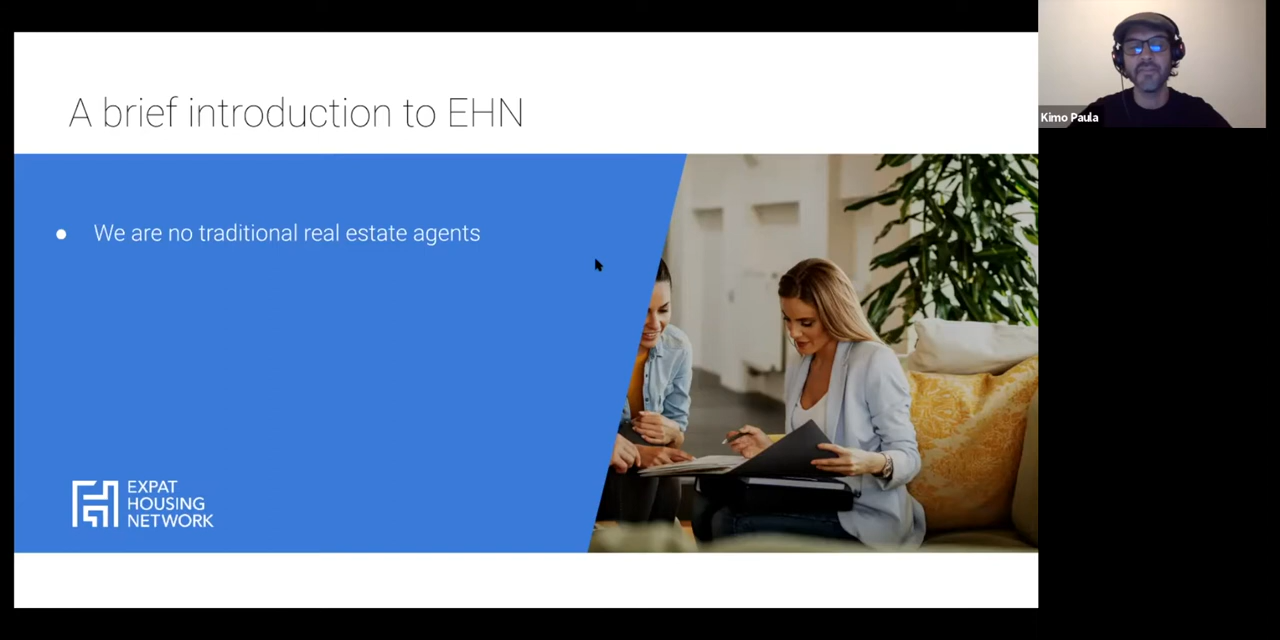 A brief introduction to EHN
Kimo Paula
● We are no traditional real estate agents
EXPAT
HOUSING
NETWORK